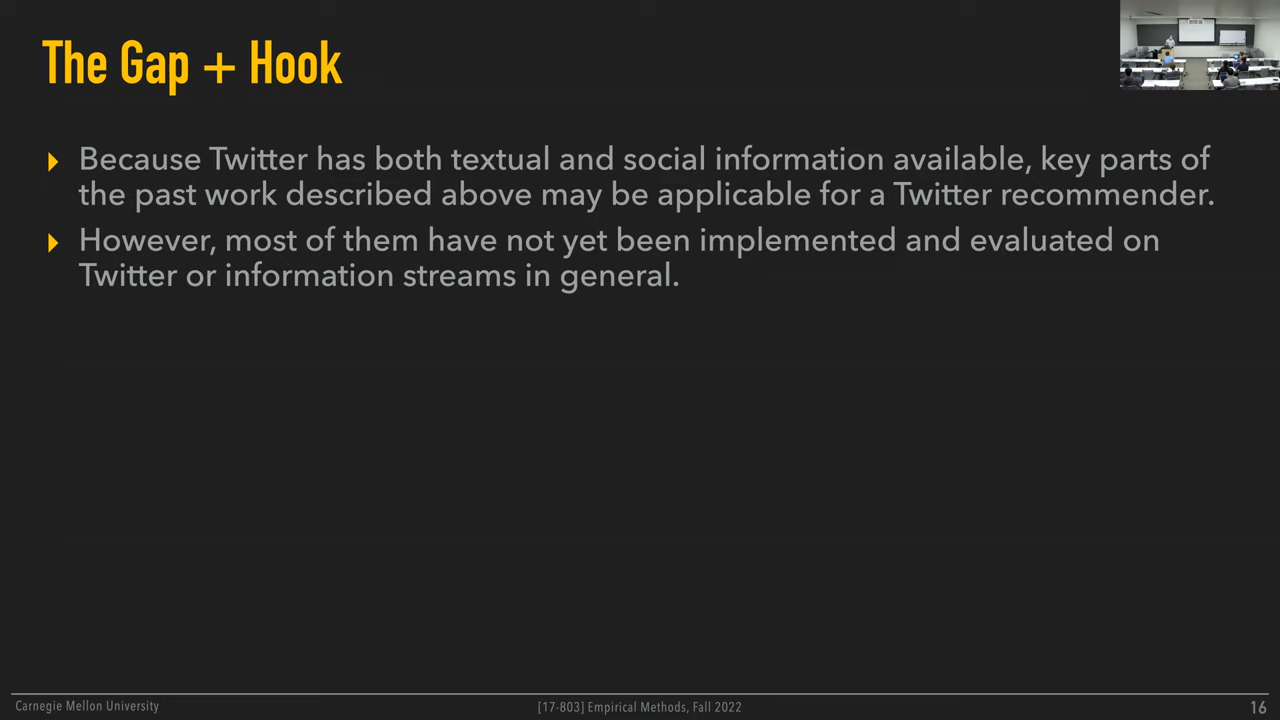 The Gap + Hook
Because Twitter has both textual and social information available, key parts of
the past work described above may be applicable for a Twitter recommender.
However, most of them have not yet been implemented and evaluated on
Twitter or information streams in general.
Carnegie Mellon University
[17-803] Empirical Methods, Fall 2022
16